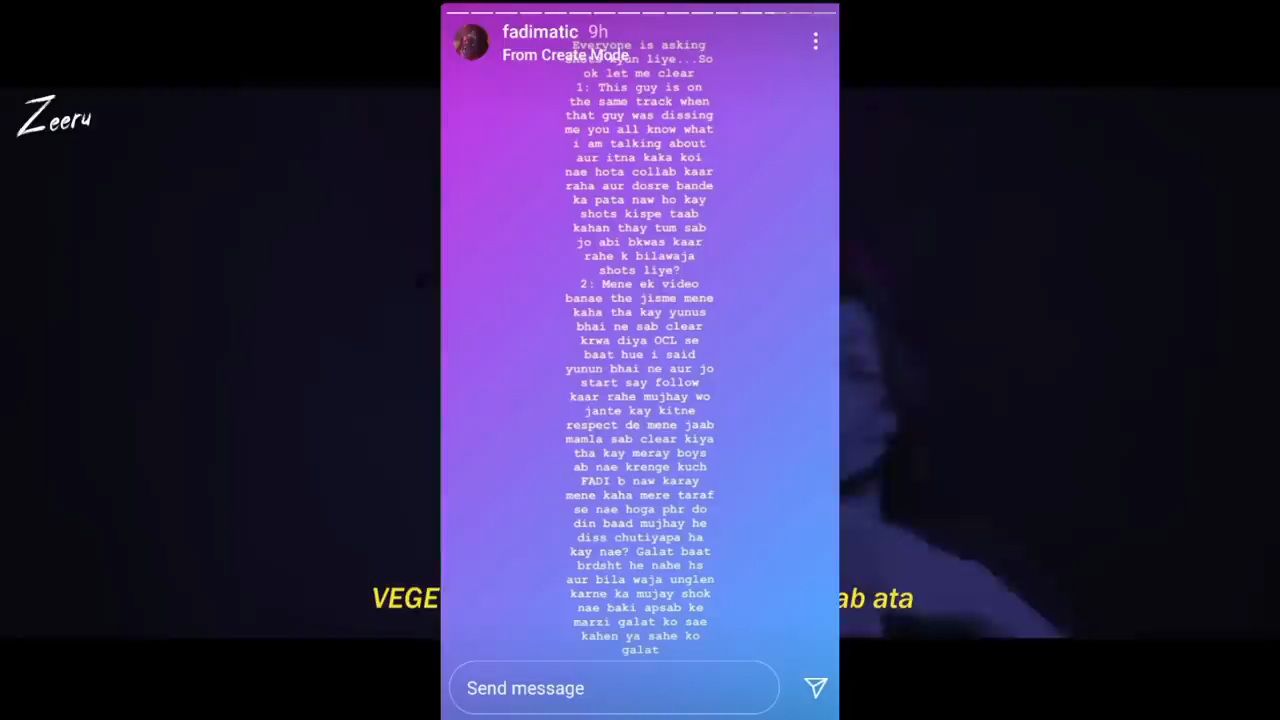 Zeeru
fadimatic 9h
From Create Mode
Everyone is asking
shots kyun liye...So
ok let me clear
1: This guy is on
the same track when
that guy was dissing
me you all know what
i am talking about
aur itna kaka koi
nae hota collab kaar
raha aur dosre bande
ka pata naw ho kay
shots kispe taab
kahan thay tum sab
jo abi bkwas kaar
rahe k bilawaja
shots liye?
2: Mene ek video
banae the jisme mene
kaha tha kay yunus
bhai ne sab clear
krwa diya OCL se
baat hue i said
yunun bhai ne aur jo
start say follow
kaar rahe mujhay wo
jante kay kitne
respect de mene jaab
mamla sab clear kiya
tha kay meray boys
ab nae krenge kuch
FADI b naw karay
mene kaha mere taraf
se nae hoga phr do
din baad mujhay he
diss chutiyapa ha
kay nae? Galat baat
brdsht he nahe hs
aur bila waja unglen
karne ka mujay shok
nae baki apsab ke
marzi galat ko sae
kahen ya sahe ko
galat
VEGE
ab ata
Send message